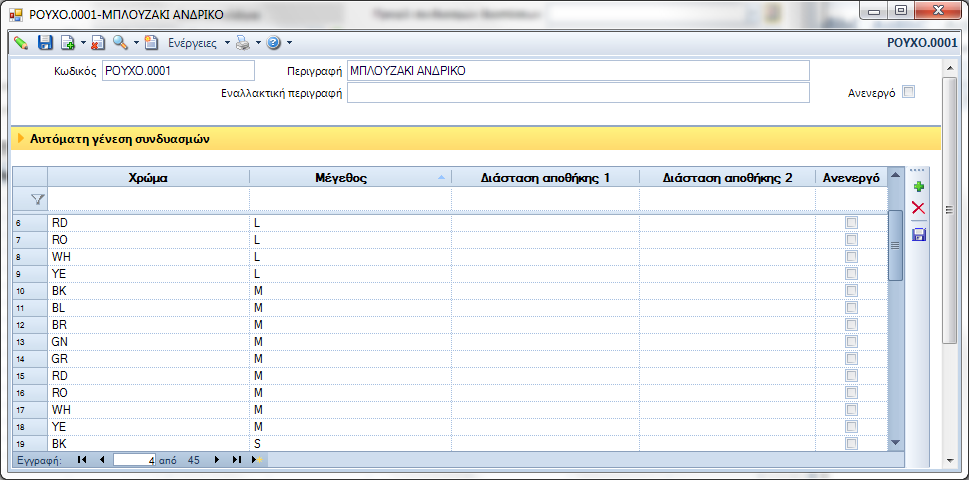 ΡΟΥΧΟ.0001-ΜΠΛΟΥΖΑΚΙ ΑΝΔΡΙΚΟ
Ενέργειες ΡΟΥΧΟ.0001
Κωδικός ΡΟΥΧΟ.0001 Περιγραφή ΜΠΛΟΥΖΑΚΙ ΑΝΔΡΙΚΟ
Εναλλακτική περιγραφή Ανενεργό
Αυτόματη γένεση συνδυασμών
Χρώμα Μέγεθος Διάσταση αποθήκης 1 Διάσταση αποθήκης 2 Ανενεργό
6 RD L
7 RO L
8 WH L
9 YE L
10 BK M
11 BL M
12 BR M
13 GN M
14 GR M
15 RD M
16 RO M
17 WH M
18 YE M
19 BK S
Εγγραφή: 4 από 45